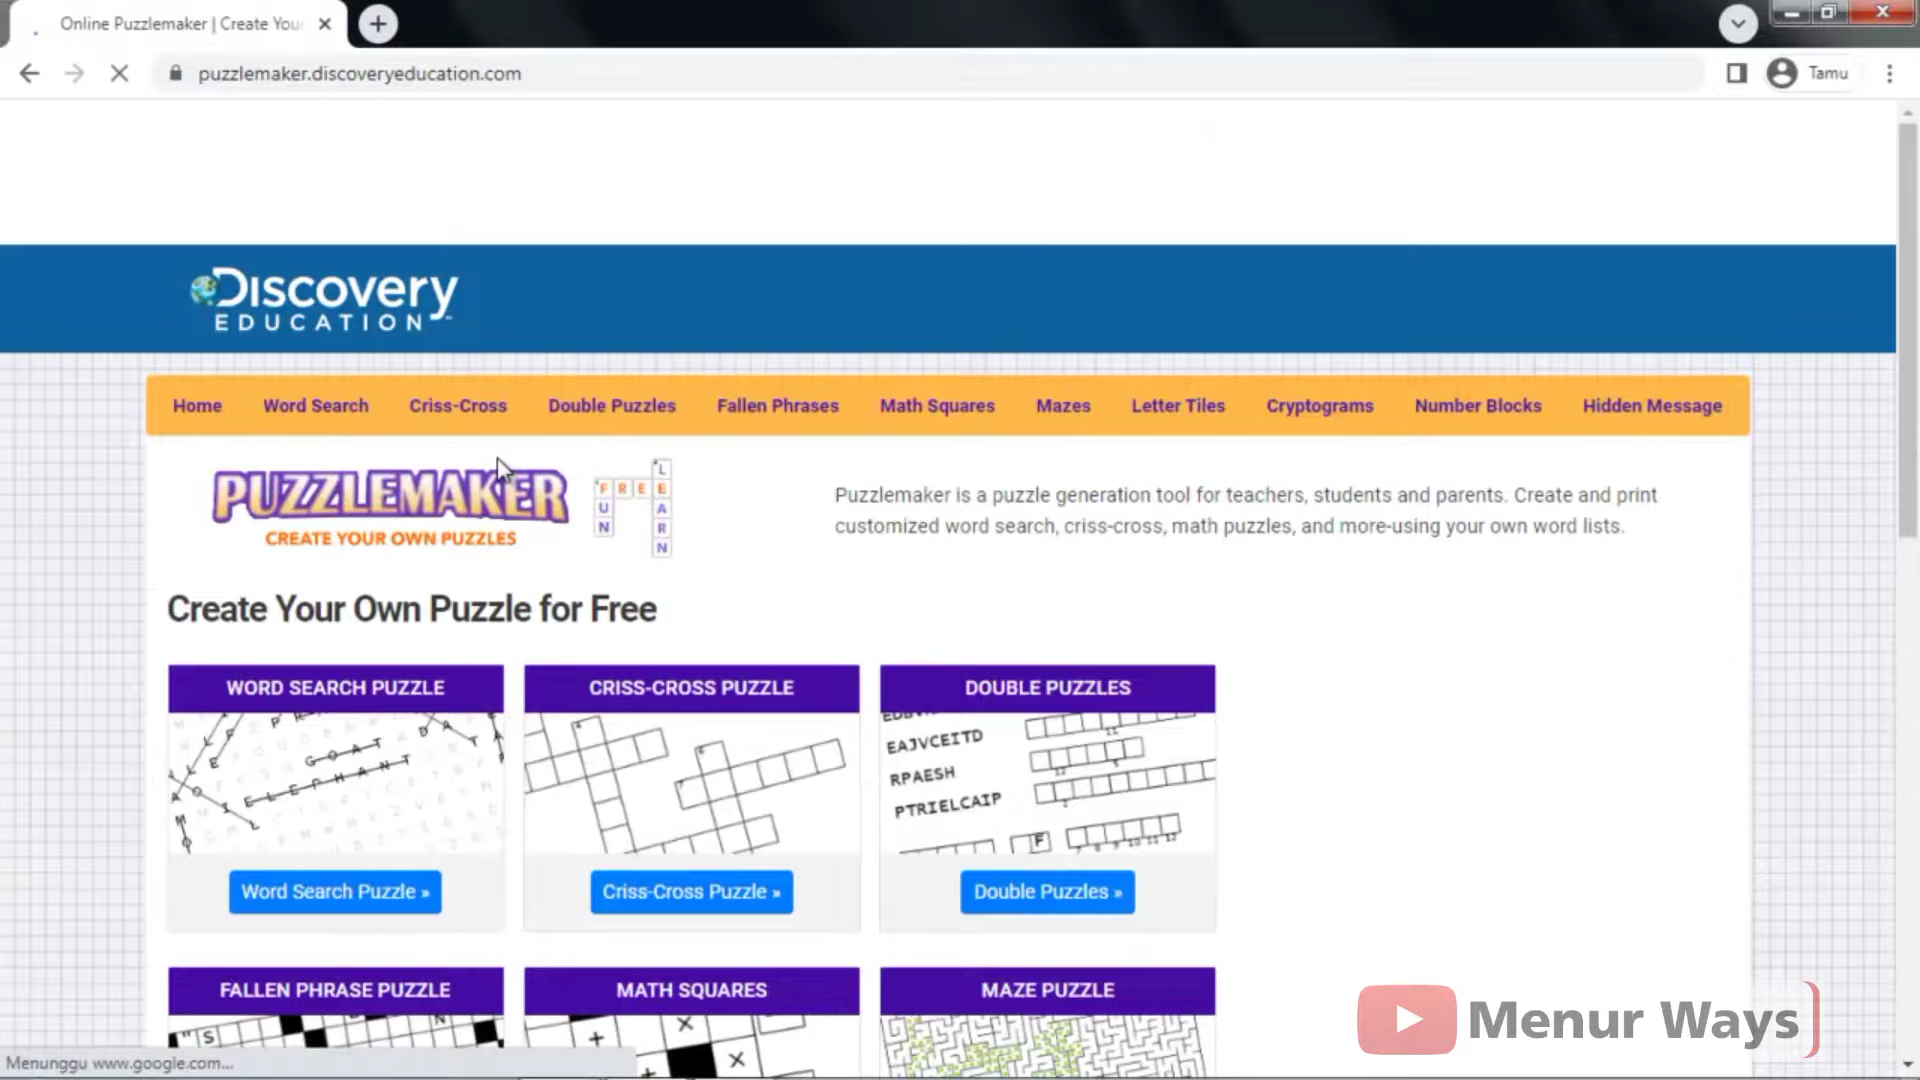 Online Puzzlemaker | Create You
puzzlemaker.discoveryeducation.com
Tamu
Discovery
EDUCATION
Home Word Search Criss-Cross Double Puzzles Fallen Phrases Math Squares Mazes Letter Tiles Cryptograms Number Blocks Hidden Message
PUZZLEMAKER
CREATE YOUR OWN PUZZLES
FREE
FUN
LEARN
Puzzlemaker is a puzzle generation tool for teachers, students and parents. Create and print
customized word search, criss-cross, math puzzles, and more-using your own word lists.
Create Your Own Puzzle for Free
WORD SEARCH PUZZLE CRISS-CROSS PUZZLE DOUBLE PUZZLES
GOAT
ELEPHANT
EAJVCEITD
RPAESH
PTRIELCAIP
F
Word Search Puzzle » Criss-Cross Puzzle » Double Puzzles »
FALLEN PHRASE PUZZLE MATH SQUARES MAZE PUZZLE
Menur Ways
Menunggu www.google.com...